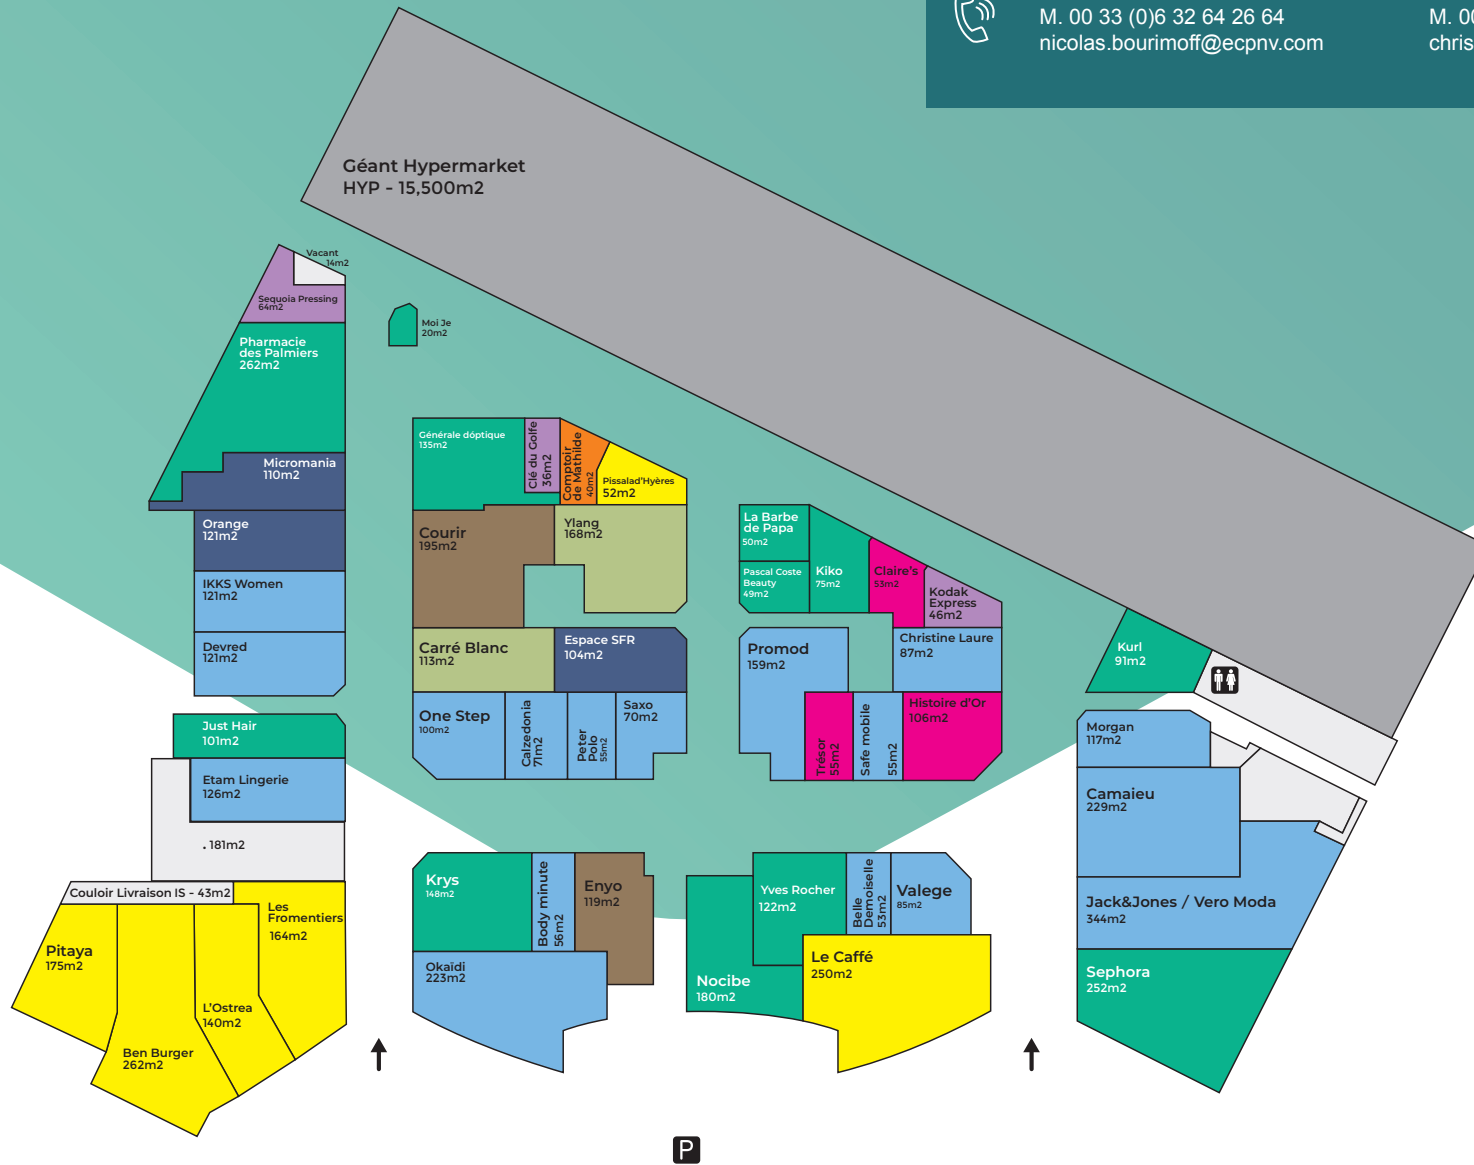 M. 00 33 (0)6 32 64 26 64
nicolas.bourimoff@ecpnv.com
M. 00
chris
Géant Hypermarket
HYP - 15,500m2
Vacant
14m2
Sequoia Pressing
64m2
Moi Je
20m2
Pharmacie
des Palmiers
262m2
Micromania
110m2
Orange
121m2
IKKS Women
121m2
Devred
121m2
Just Hair
101m2
Etam Lingerie
126m2
. 181m2
Couloir Livraison IS - 43m2
Les
Fromentiers
164m2
Pitaya
175m2
L'Ostrea
140m2
Ben Burger
262m2
Générale dóptique
135m2
Clé du Golfe
36m2
Comptoir
de Mathilde
40m2
Pissalad'Hyères
52m2
Courir
195m2
Ylang
168m2
Carré Blanc
113m2
Espace SFR
104m2
One Step
100m2
Calzedonia
71m2
Peter
Polo
55m2
Saxo
70m2
La Barbe
de Papa
50m2
Pascal Coste
Beauty
49m2
Kiko
75m2
Claire's
53m2
Kodak
Express
46m2
Promod
159m2
Christine Laure
87m2
Trésor
55m2
Safe mobile
55m2
Histoire d'Or
106m2
Krys
148m2
Body minute
56m2
Enyo
119m2
Okaïdi
223m2
Yves Rocher
122m2
Belle
Demoiselle
53m2
Valege
85m2
Nocibe
180m2
Le Caffé
250m2
Kurl
91m2
Morgan
117m2
Camaieu
229m2
Jack&Jones / Vero Moda
344m2
Sephora
252m2
P